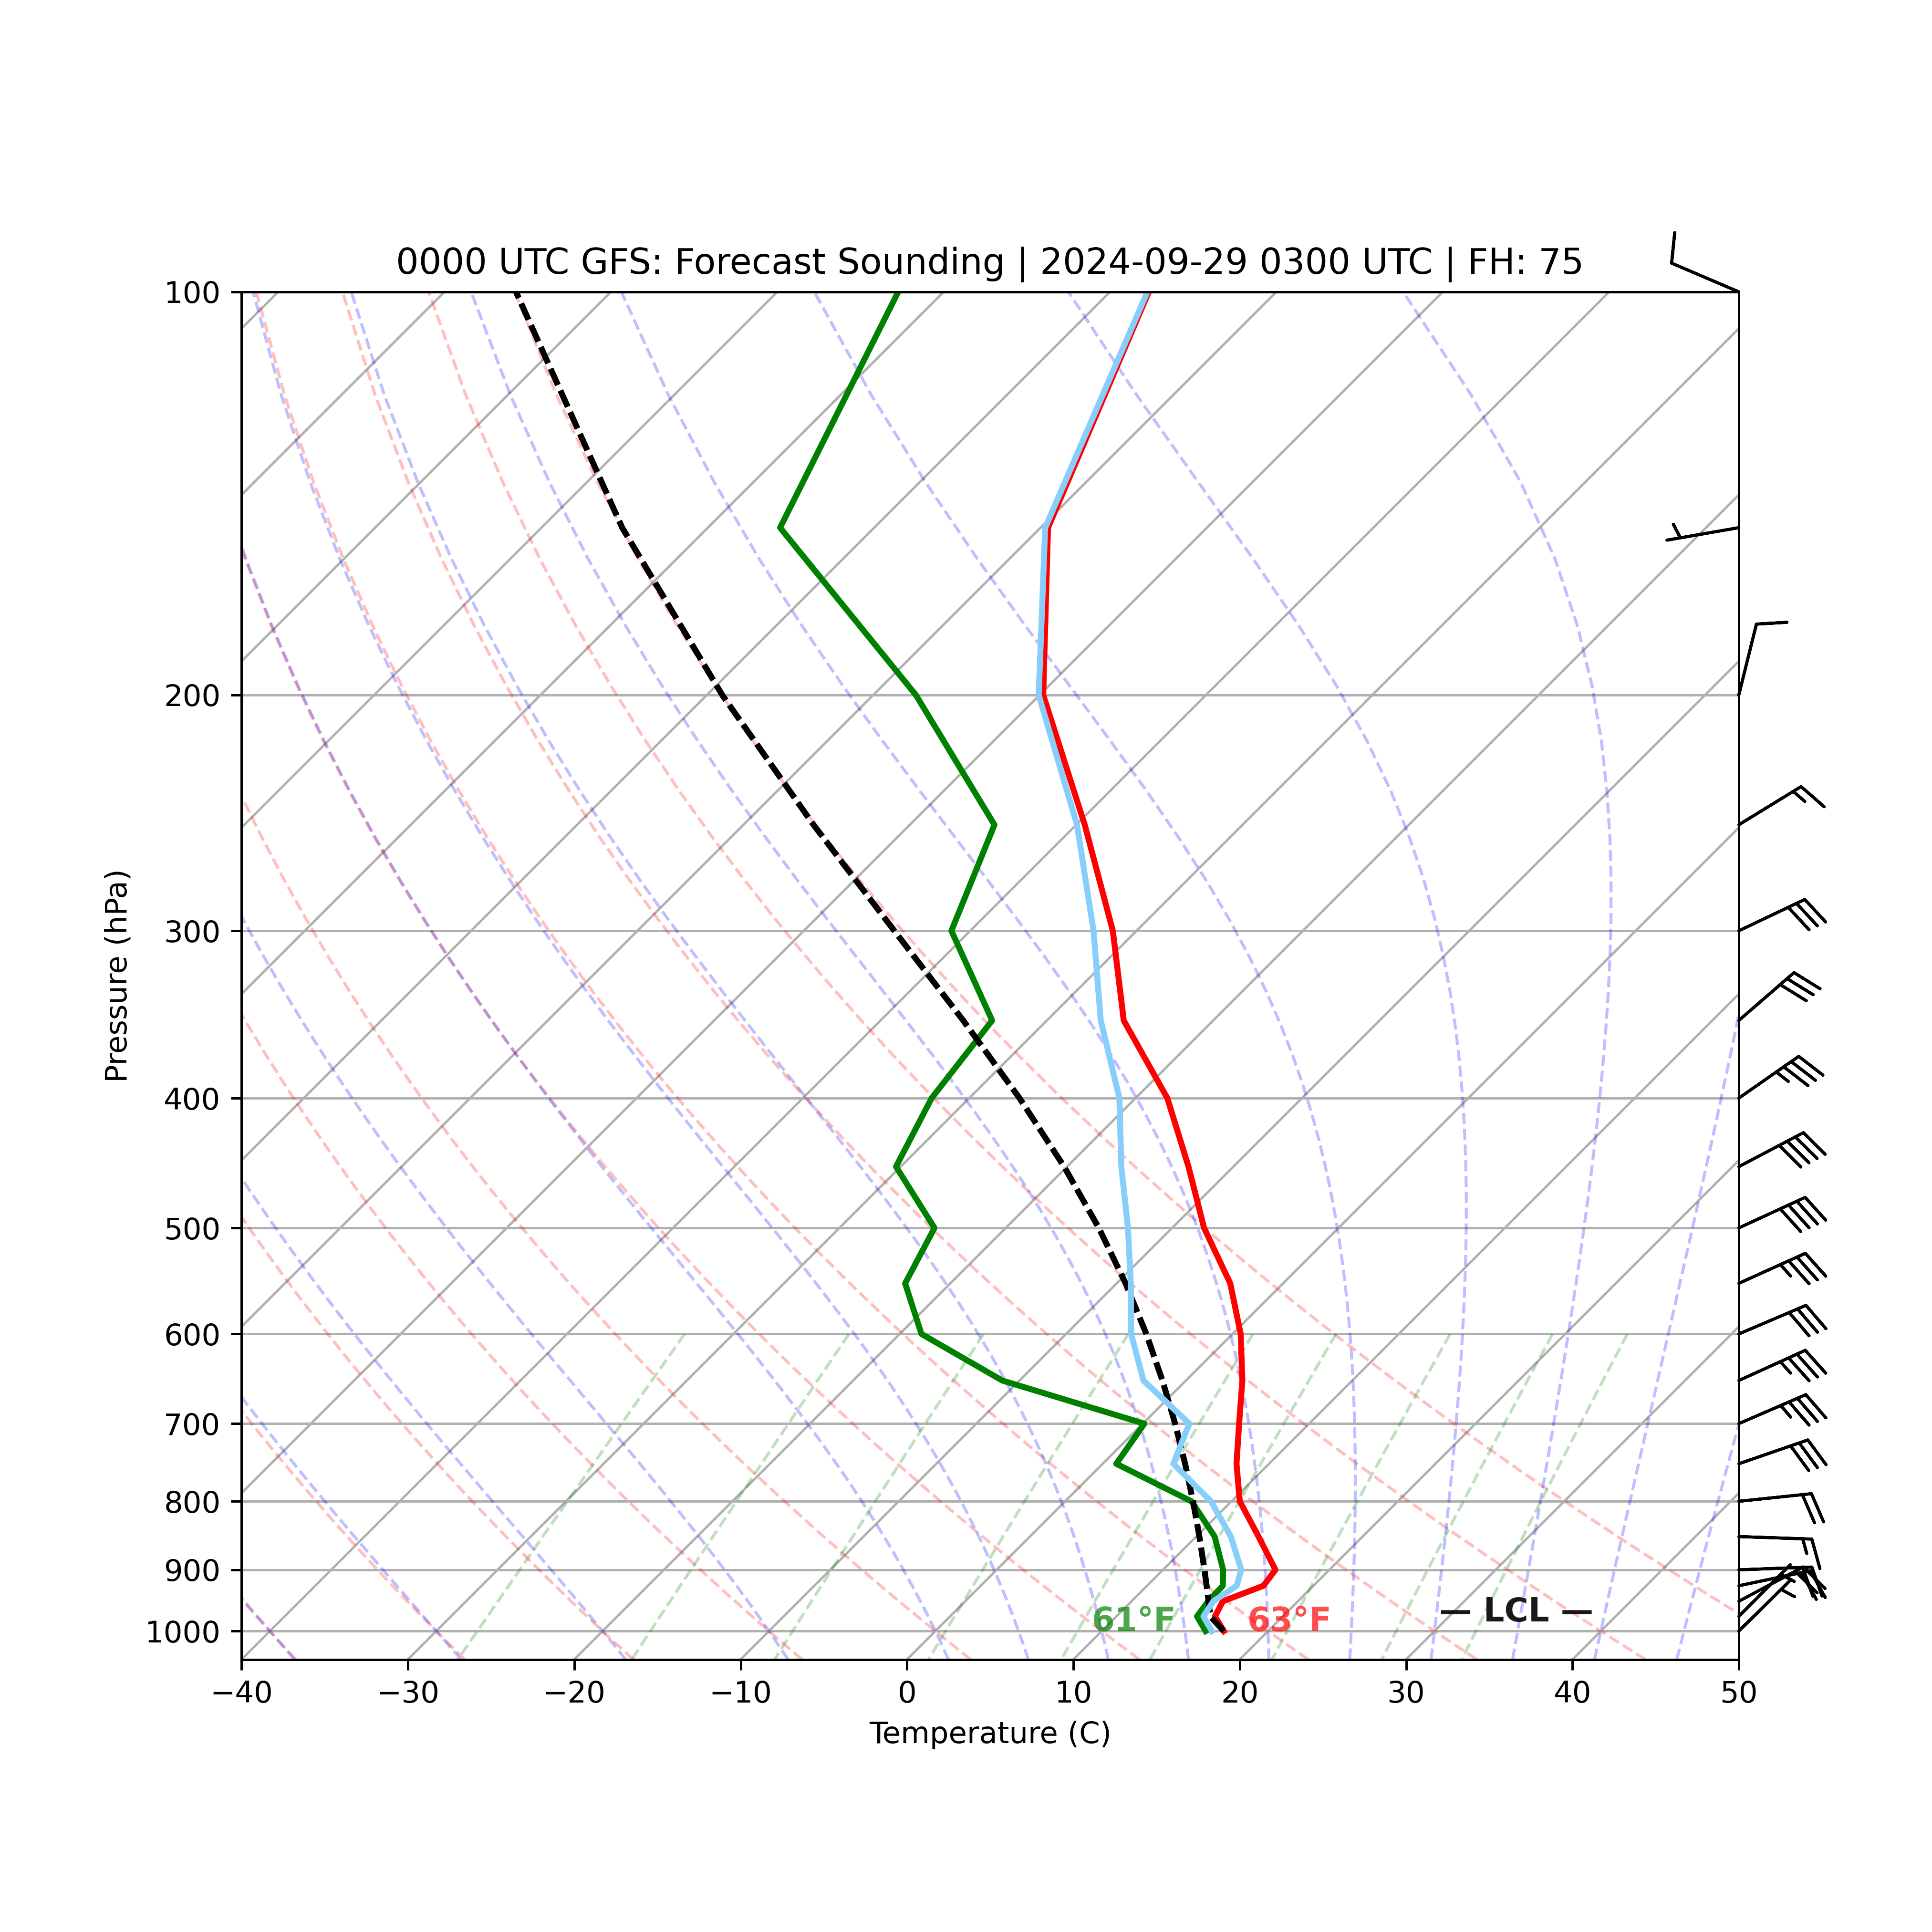 0000 UTC GFS: Forecast Sounding | 2024-09-29 0300 UTC | FH: 75
100
200
300
400
500
600
700
800
900
1000
Pressure (hPa)
61°F
63°F
— LCL —
−40 −30 −20 −10 0 10 20 30 40 50
Temperature (C)